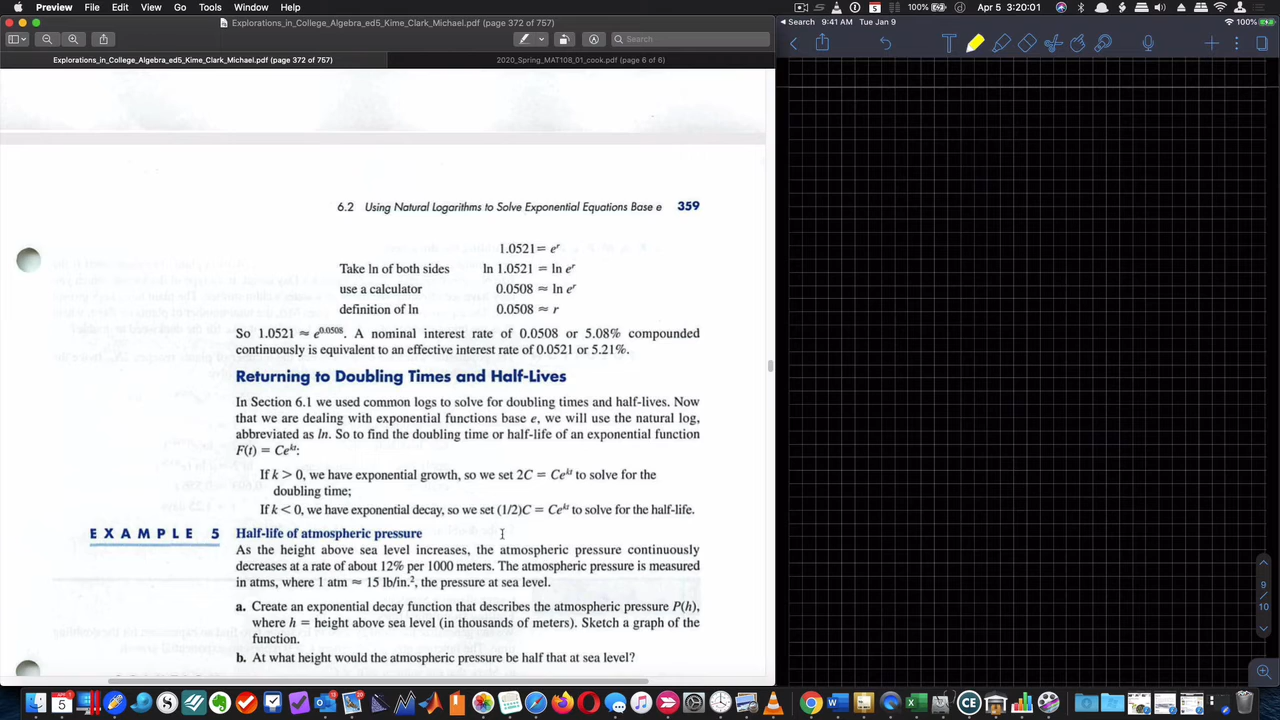 Preview File Edit View Go Tools Window Help
100% Apr 5 3:20:01
Explorations_in_College_Algebra_ed5_Kime_Clark_Michael.pdf (page 372 of 757)
Search
Explorations_in_College_Algebra_ed5_Kime_Clark_Michael.pdf (page 372 of 757)
2020_Spring_MAT108_01_cook.pdf (page 6 of 6)
Search 9:41 AM Tue Jan 9
100%
6.2 Using Natural Logarithms to Solve Exponential Equations Base e 359
1.0521 = eʳ
Take ln of both sides ln 1.0521 = ln eʳ
use a calculator 0.0508 ≈ ln eʳ
definition of ln 0.0508 ≈ r
So 1.0521 ≈ e⁰·⁰⁵⁰⁸. A nominal interest rate of 0.0508 or 5.08% compounded
continuously is equivalent to an effective interest rate of 0.0521 or 5.21%.
Returning to Doubling Times and Half-Lives
In Section 6.1 we used common logs to solve for doubling times and half-lives. Now
that we are dealing with exponential functions base e, we will use the natural log,
abbreviated as ln. So to find the doubling time or half-life of an exponential function
F(t) = Ceᵏᵗ:
If k > 0, we have exponential growth, so we set 2C = Ceᵏᵗ to solve for the
doubling time;
If k < 0, we have exponential decay, so we set (1/2)C = Ceᵏᵗ to solve for the half-life.
EXAMPLE 5 Half-life of atmospheric pressure
As the height above sea level increases, the atmospheric pressure continuously
decreases at a rate of about 12% per 1000 meters. The atmospheric pressure is measured
in atms, where 1 atm ≈ 15 lb/in.², the pressure at sea level.
a. Create an exponential decay function that describes the atmospheric pressure P(h),
where h = height above sea level (in thousands of meters). Sketch a graph of the
function.
b. At what height would the atmospheric pressure be half that at sea level?
9
/
10